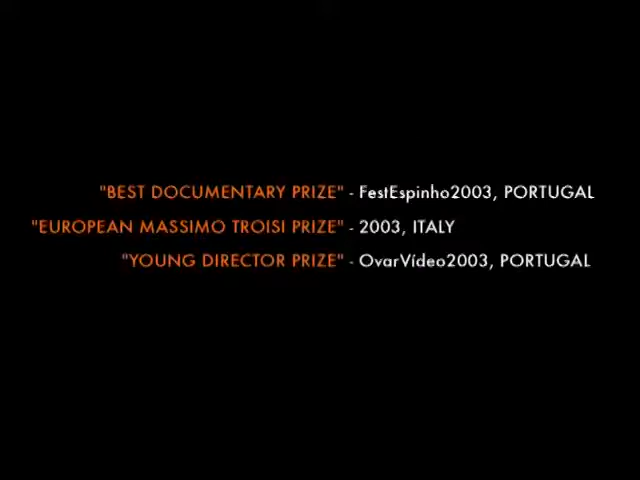 "BEST DOCUMENTARY PRIZE" - FestEspinho2003, PORTUGAL
"EUROPEAN MASSIMO TROISI PRIZE" - 2003, ITALY
"YOUNG DIRECTOR PRIZE" - OvarVídeo2003, PORTUGAL